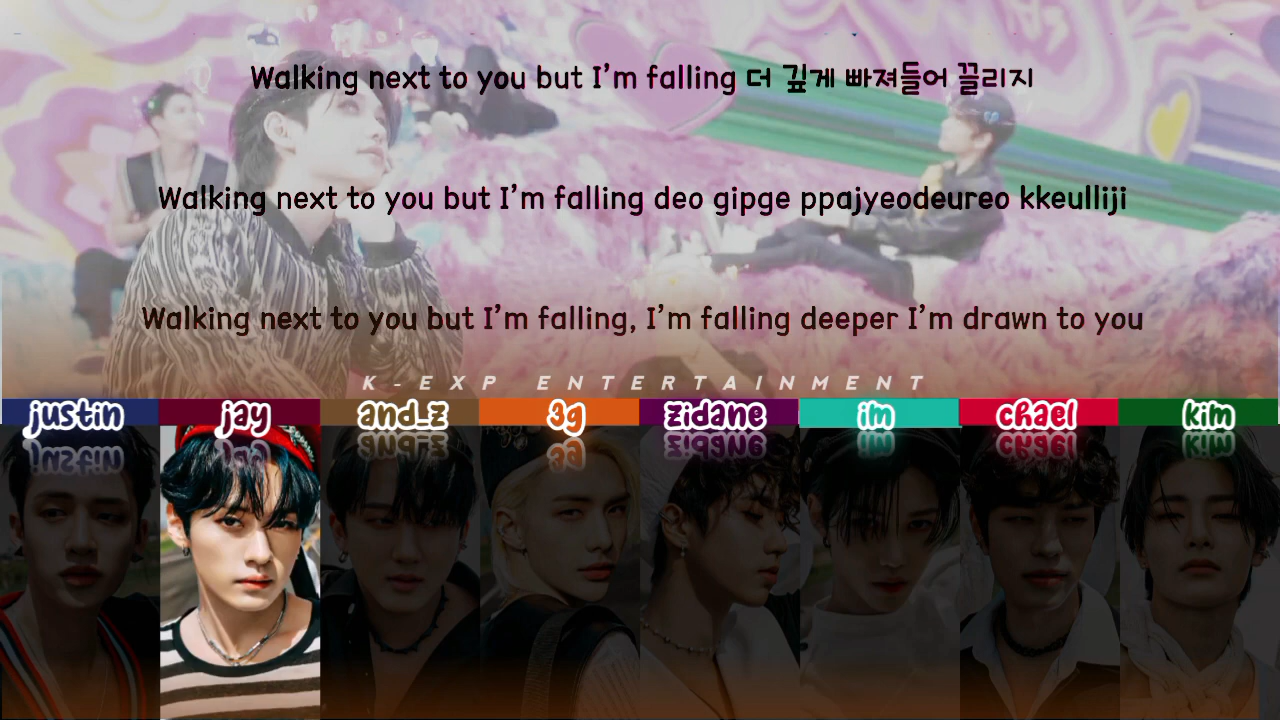 Walking next to you but I'm falling 더 깊게 빠져들어 끌리지
Walking next to you but I'm falling deo gipge ppajyeodeureo kkeulliji
Walking next to you but I'm falling, I'm falling deeper I'm drawn to you
K-EXP ENTERTAINMENT
justin jay and_z 3g zidane im chael kim